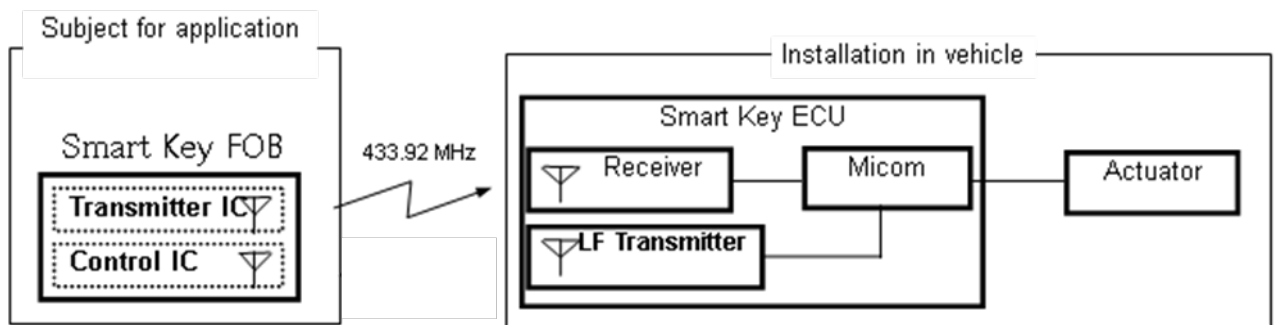 Subject for application
Smart Key FOB
Transmitter IC
Control IC
433.92 MHz
Installation in vehicle
Smart Key ECU
Receiver
Micom
Actuator
LF Transmitter